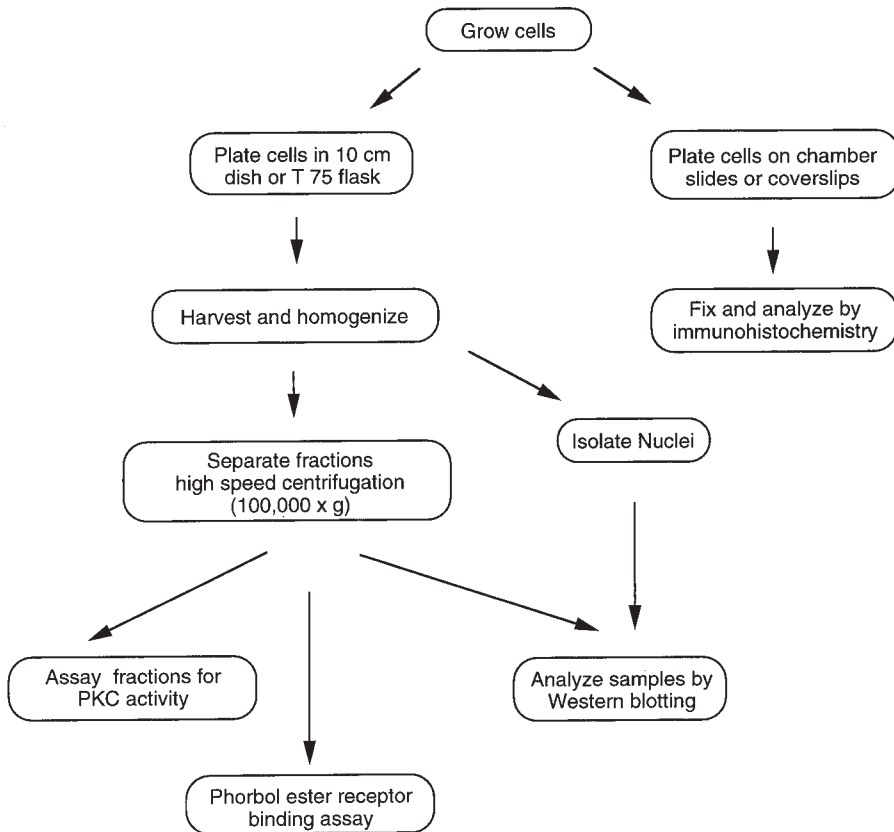 Grow cells
Plate cells in 10 cm
dish or T 75 flask
Plate cells on chamber
slides or coverslips
Harvest and homogenize
Fix and analyze by
immunohistochemistry
Isolate Nuclei
Separate fractions
high speed centrifugation
(100,000 x g)
Assay fractions for
PKC activity
Analyze samples by
Western blotting
Phorbol ester receptor
binding assay